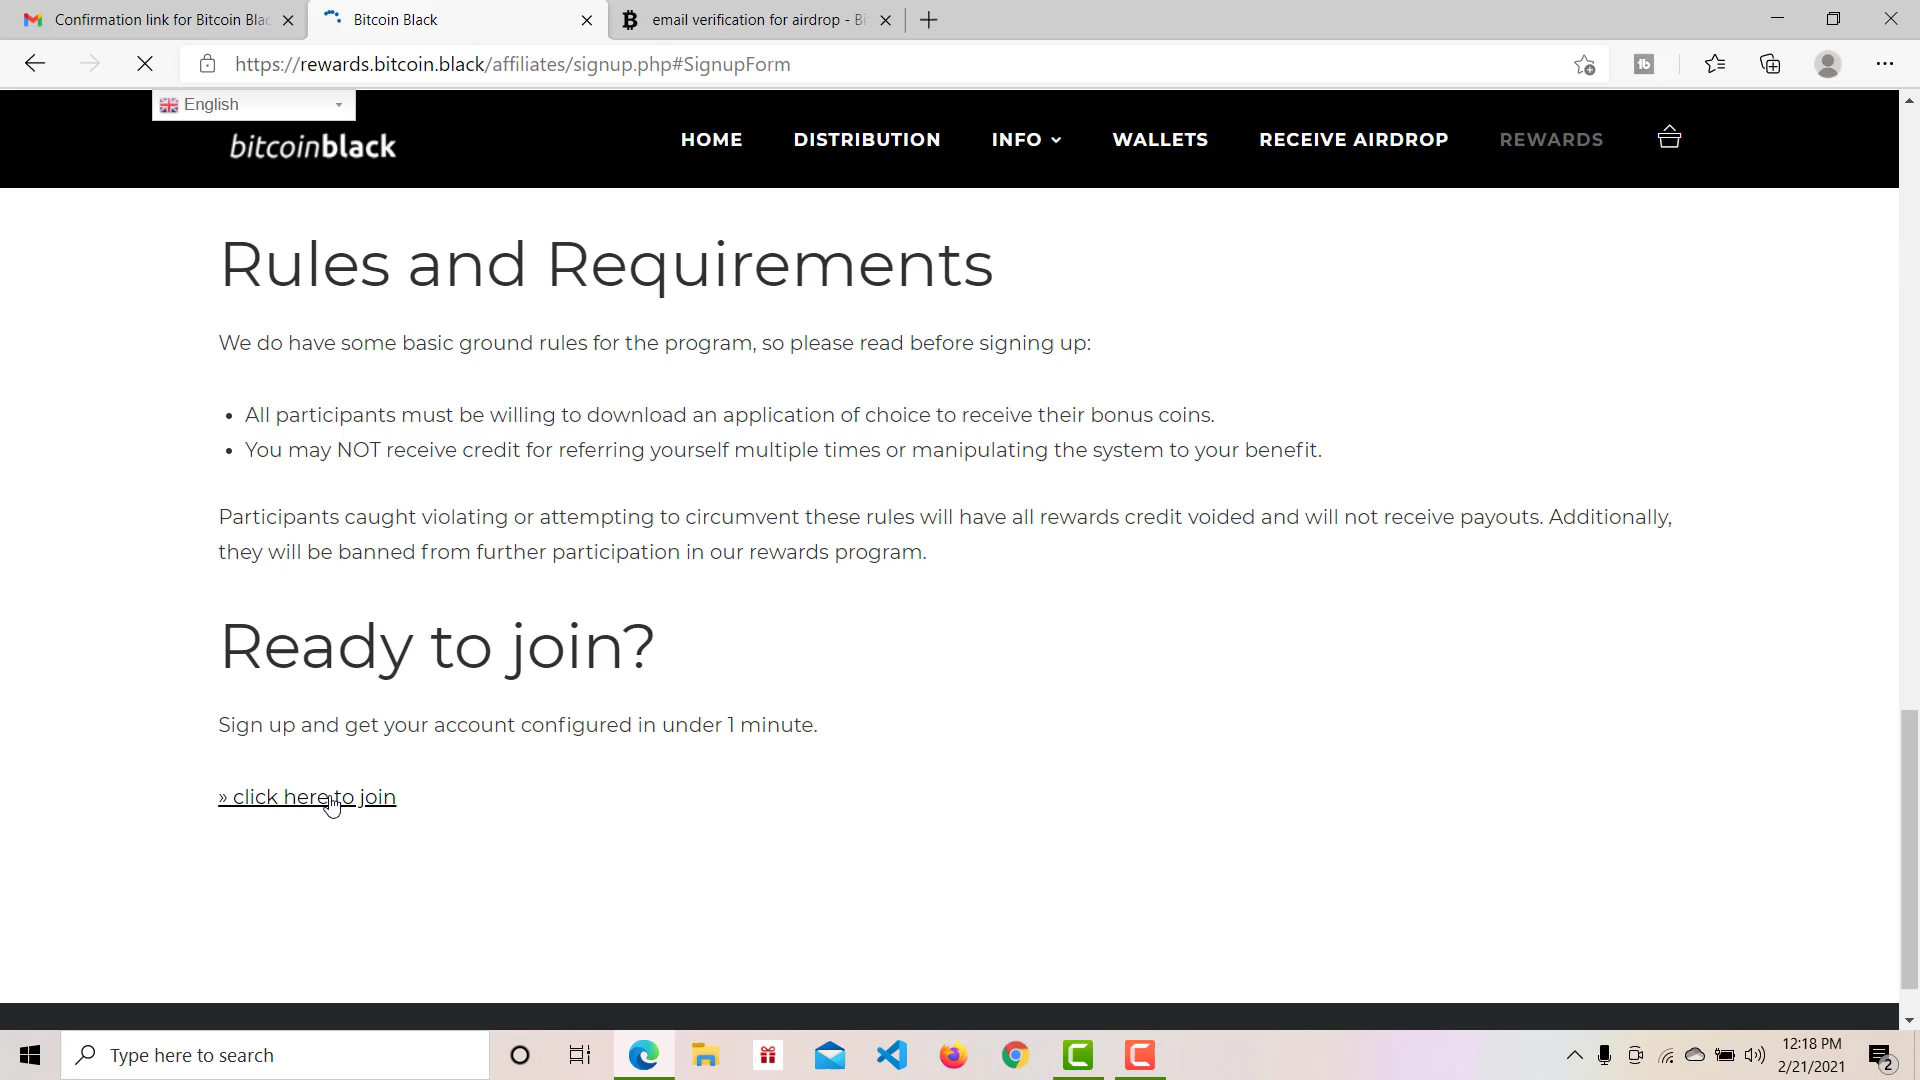 Confirmation link for Bitcoin Blac
Bitcoin Black
email verification for airdrop - Bi
https://rewards.bitcoin.black/affiliates/signup.php#SignupForm
English
bitcoinblack
HOME
DISTRIBUTION
INFO
WALLETS
RECEIVE AIRDROP
REWARDS
Rules and Requirements
We do have some basic ground rules for the program, so please read before signing up:
• All participants must be willing to download an application of choice to receive their bonus coins.
• You may NOT receive credit for referring yourself multiple times or manipulating the system to your benefit.
Participants caught violating or attempting to circumvent these rules will have all rewards credit voided and will not receive payouts. Additionally,
they will be banned from further participation in our rewards program.
Ready to join?
Sign up and get your account configured in under 1 minute.
» click here to join
Type here to search
12:18 PM
2/21/2021
2